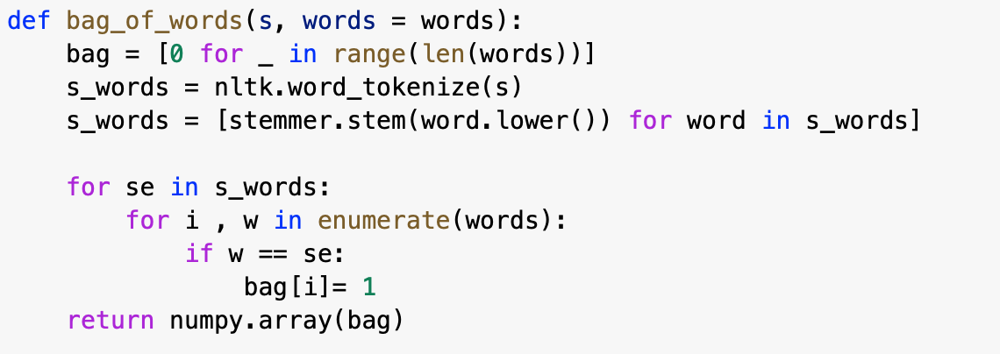 def bag_of_words(s, words = words):
    bag = [0 for _ in range(len(words))]
    s_words = nltk.word_tokenize(s)
    s_words = [stemmer.stem(word.lower()) for word in s_words]

    for se in s_words:
        for i , w in enumerate(words):
            if w == se:
                bag[i]= 1
    return numpy.array(bag)